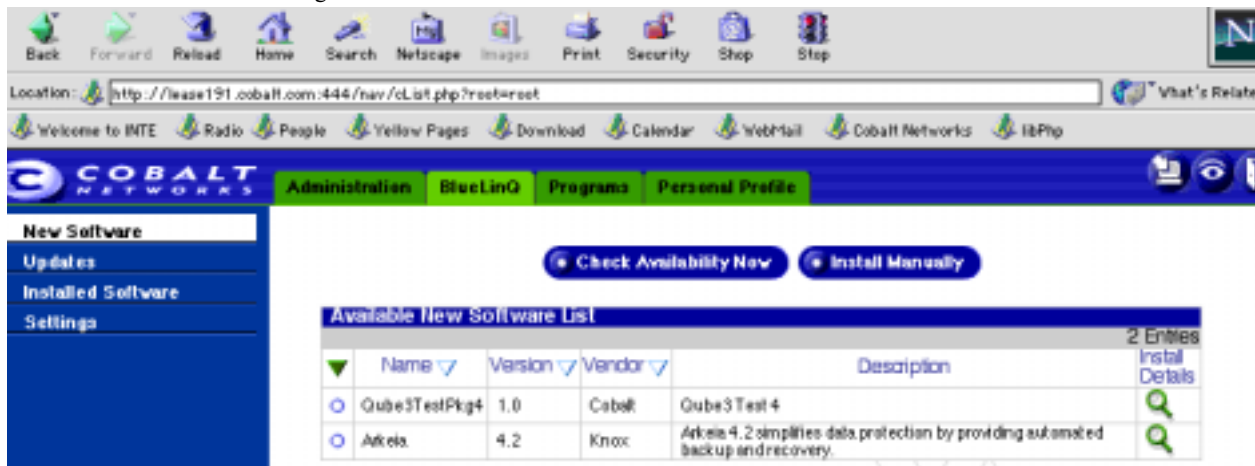 Back Forward Reload Home Search Netscape Images Print Security Shop Stop
Location: http://lease191.cobalt.com:444/nav/cList.php?root=root What's Relate
Welcome to INTE Radio People Yellow Pages Download Calendar WebMail Cobalt Networks libPhp
COBALT
NETWORKS
Administration BlueLinQ Programs Personal Profile
New Software
Updates
Installed Software
Settings
Check Availability Now Install Manually
Available New Software List
2 Entries
Name Version Vendor Description Install Details
Qube3TestPkg4 1.0 Cobalt Qube3 Test 4
Arkeia 4.2 Knox Arkeia 4.2 simplifies data protection by providing automated
backup and recovery.